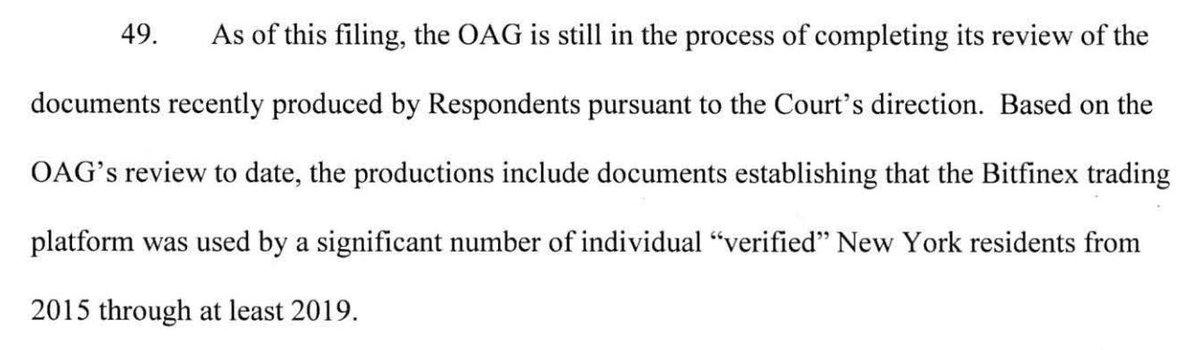 49. As of this filing, the OAG is still in the process of completing its review of the
documents recently produced by Respondents pursuant to the Court’s direction. Based on the
OAG’s review to date, the productions include documents establishing that the Bitfinex trading
platform was used by a significant number of individual “verified” New York residents from
2015 through at least 2019.